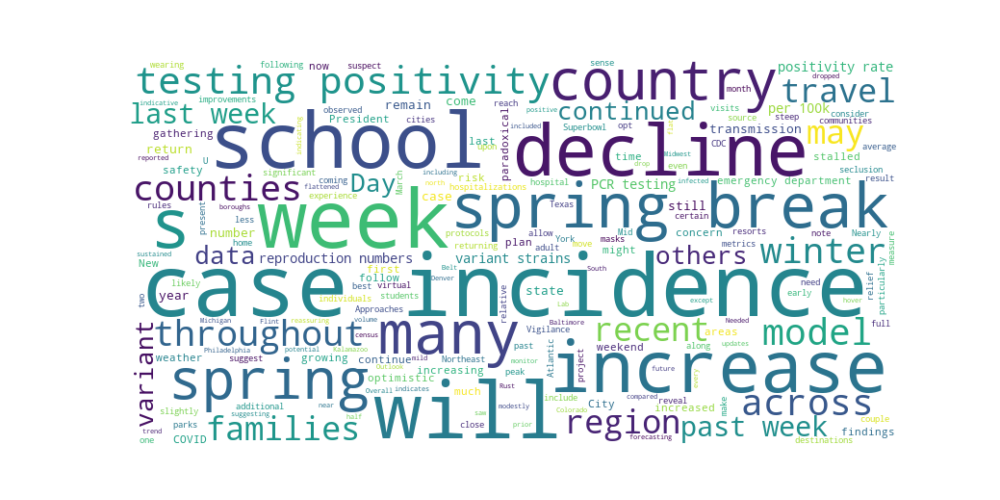 wearing following now suspect sense
testing positivity country positivity rate
indicative improvements reach month dropped travel
last week observed President remain come continued per 100k consider
gathering cities school decline Superbowl opt visits source steep communities
return last paradoxical included positive CDC transmission may
reported U significant indicating upon time even Midwest stalled average
safety including risk drop seclusion
counties coming flattened Day March north case hospital PCR testing infected emergency department result
rules experience hospitalizations Texas still certain resorts note Nearly
boroughs present week spring break
s number less protocols allow adult Mid York masks concern metrics
home returning plan might move
New data reproduction numbers variant strains others winter
sustained likely follow first Belt Denver state South need early relief measure particularly
two year case incidence hover
best virtual individuals students Approaches relative Lab areas except full
Michigan Flint reassuring volume census Vigilance Baltimore recent Needed updates
variant throughout many model
Philadelphia potential Kalamazoo mild past Atlantic project weekend along
weather suggest growing continue Northeast monitor peak reveal future
Outlook increasing increase
spring optimistic Overall indicates much include Rust City compared every make
slightly additional modestly Colorado increased across
parks suggesting near will saw region couple
one COVID families half close prior past week findings
trend forecasting destinations